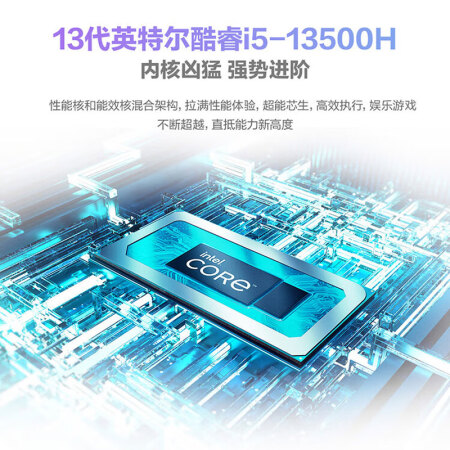 13代英特尔酷睿i5-13500H
内核凶猛 强势进阶
性能核和能效核混合架构, 拉满性能体验, 超能芯生, 高效执行, 娱乐游戏
不断超越, 直抵能力新高度
intel
CORE™